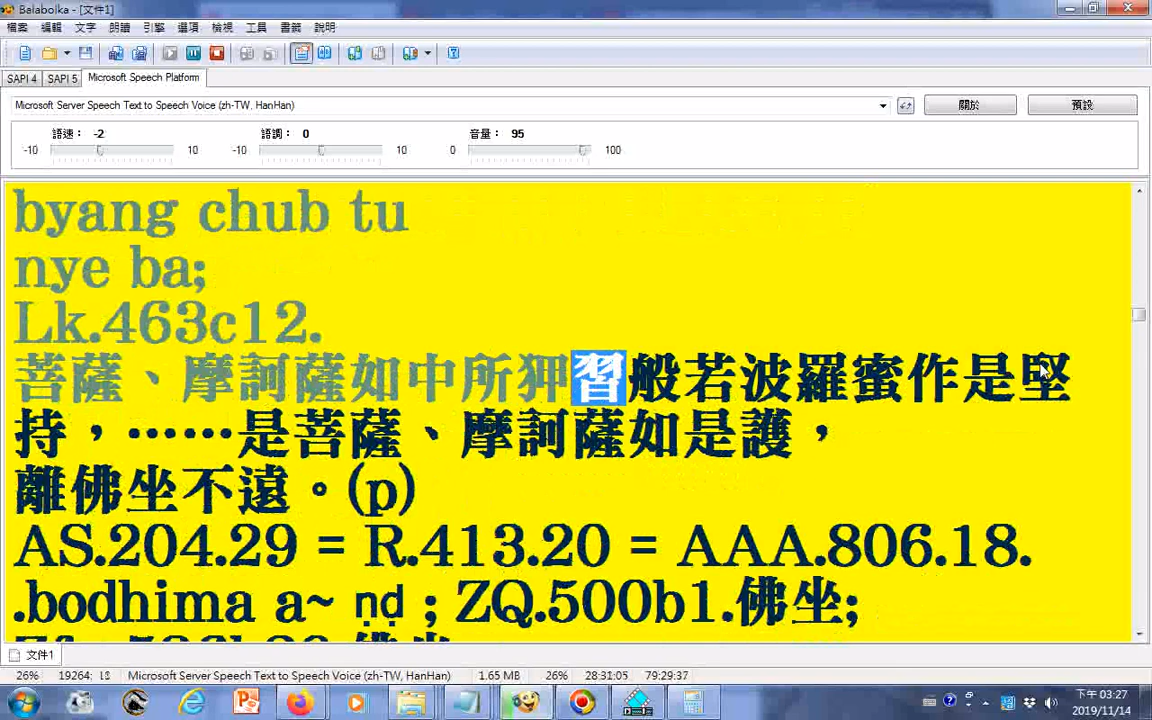 Balabolka - [文件1]
檔案 編輯 文字 朗讀 引擎 選項 檢視 工具 書籤 說明
SAPI 4 SAPI 5 Microsoft Speech Platform
Microsoft Server Speech Text to Speech Voice (zh-TW, HanHan) 關於 預設
語速： -2 語調： 0 音量： 95
-10 10 -10 10 0 100
byang chub tu
nye ba;
Lk.463c12.
菩薩、摩訶薩如中所狎習般若波羅蜜作是堅
持，⋯⋯是菩薩、摩訶薩如是護，
離佛坐不遠。(p)
AS.204.29 = R.413.20 = AAA.806.18.
.bodhima a~ ṇḍ ; ZQ.500b1.佛坐;
文件1
26% 19264: Microsoft Server Speech Text to Speech Voice (zh-TW, HanHan) 1.65 MB 26% 28:31:05 79:29:37
下午 03:27
2019/11/14